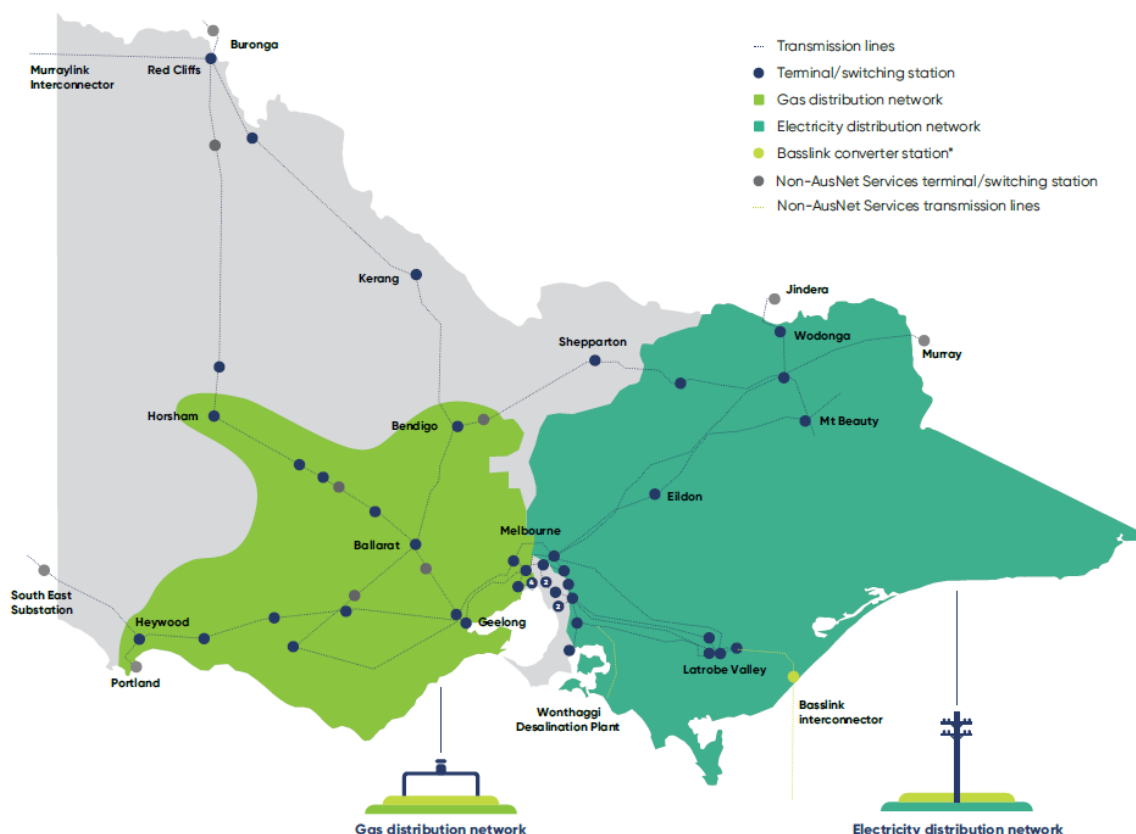 Buronga
Murraylink
Interconnector
Red Cliffs
Transmission lines
Terminal/switching station
Gas distribution network
Electricity distribution network
Basslink converter station*
Non-AusNet Services terminal/switching station
Non-AusNet Services transmission lines
Kerang
Jindera
Shepparton
Wodonga
Murray
Horsham
Bendigo
Mt Beauty
Eildon
Melbourne
Ballarat
4
2
2
South East
Substation
Heywood
Geelong
Portland
Latrobe Valley
Wonthaggi
Desalination Plant
Basslink
interconnector
Gas distribution network
Electricity distribution network